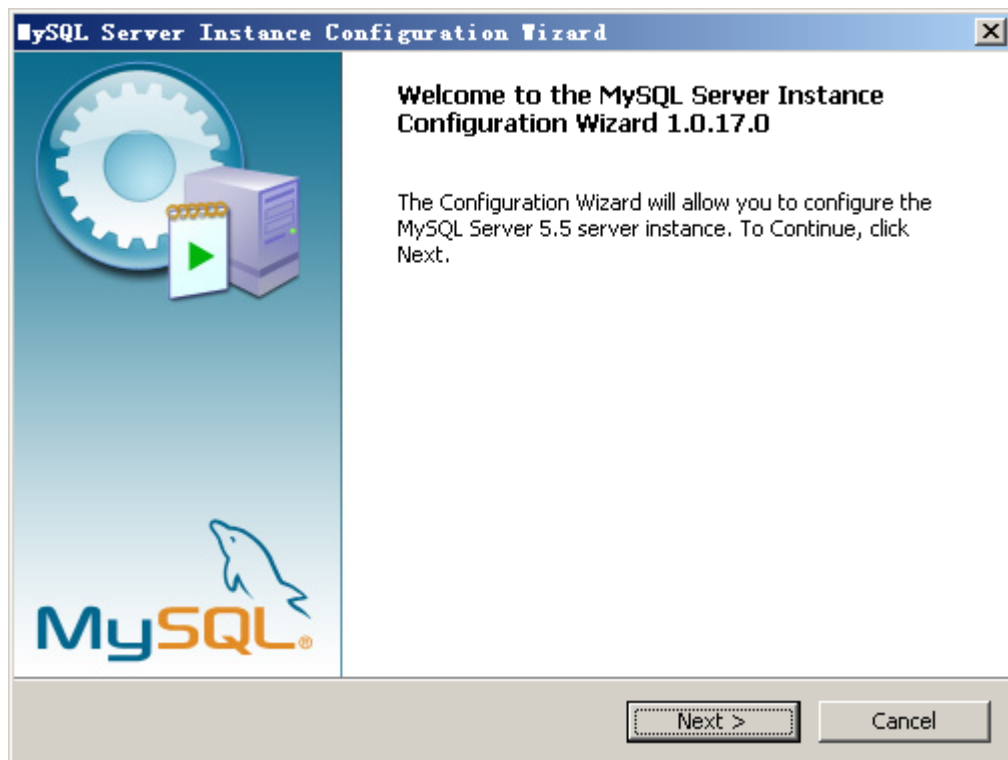 MySQL Server Instance Configuration Wizard
Welcome to the MySQL Server Instance
Configuration Wizard 1.0.17.0
The Configuration Wizard will allow you to configure the
MySQL Server 5.5 server instance. To Continue, click
Next.
MySQL®
Next >
Cancel